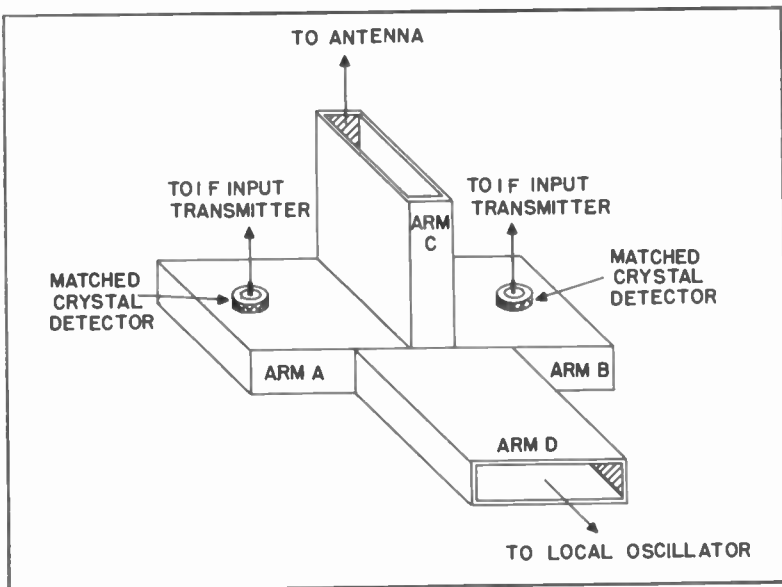 TO ANTENNA
TO I F INPUT
TRANSMITTER
TO I F INPUT
TRANSMITTER
ARM
C
MATCHED
CRYSTAL
DETECTOR
MATCHED
CRYSTAL
DETECTOR
ARM A
ARM B
ARM D
TO LOCAL OSCILLATOR